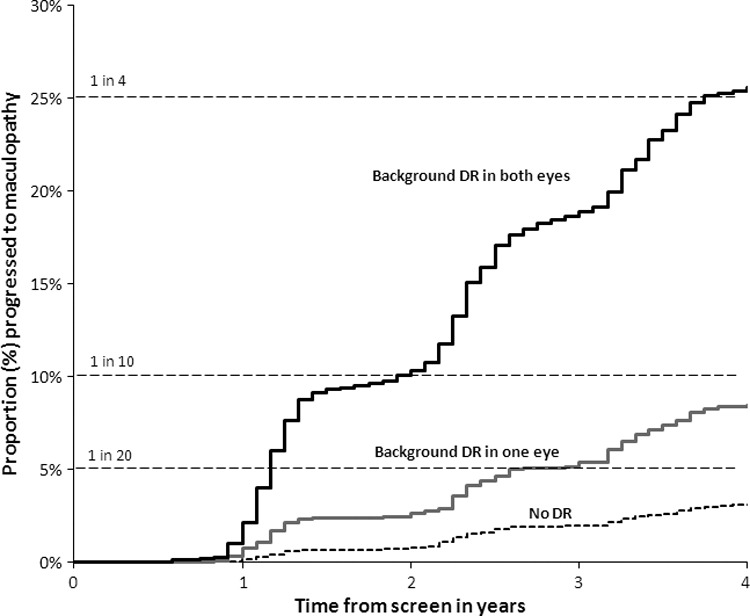 30%
1 in 4
25%
Background DR in both eyes
20%
15%
1 in 10
10%
Background DR in one eye
1 in 20
5%
No DR
0%
0 1 2 3 4
Time from screen in years
Proportion (%) progressed to maculopathy